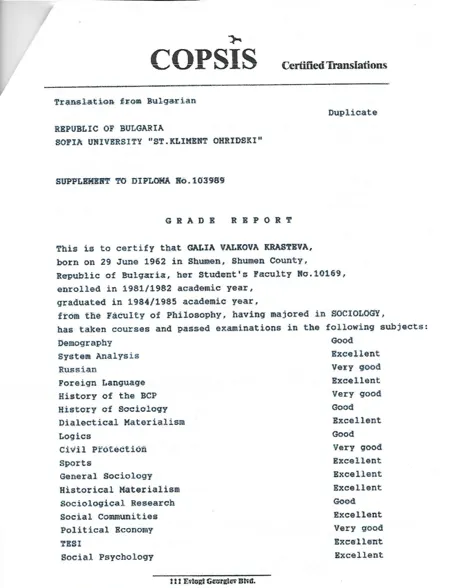 COPSIS Certified Translations
Translation from Bulgarian
Duplicate
REPUBLIC OF BULGARIA
SOFIA UNIVERSITY "ST.KLIMENT OHRIDSKI"
SUPPLEMENT TO DIPLOMA No.103989
GRADE REPORT
This is to certify that GALIA VALKOVA KRASTEVA,
born on 29 June 1962 in Shumen, Shumen County,
Republic of Bulgaria, her Student's Faculty No.10169,
enrolled in 1981/1982 academic year,
graduated in 1984/1985 academic year,
from the Faculty of Philosophy, having majored in SOCIOLOGY,
has taken courses and passed examinations in the following subjects:
Demography Good
System Analysis Excellent
Russian Very good
Foreign Language Excellent
History of the BCP Very good
History of Sociology Good
Dialectical Materialism Excellent
Logics Good
Civil Protection Very good
Sports Excellent
General Sociology Excellent
Historical Materialism Excellent
Sociological Research Good
Social Communities Excellent
Political Economy Very good
TESI Excellent
Social Psychology Excellent
111 Evlogi Georgiev Blvd.